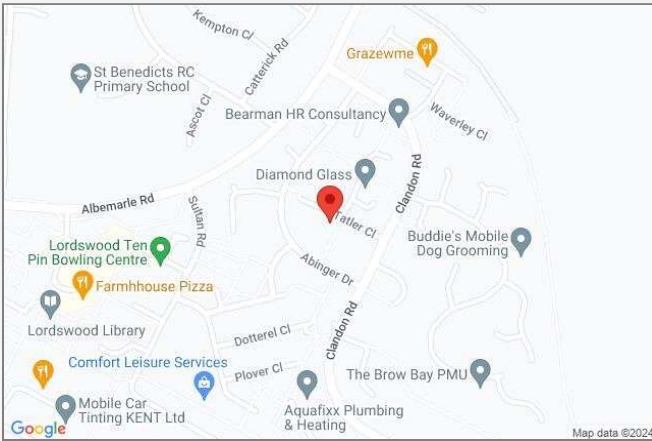 Kempton Cl
Catterick Rd
Grazewme
St Benedicts RC
Primary School
Ascot Cl
Bearman HR Consultancy
Waverley Cl
Diamond Glass
Clandon Rd
Albemarle Rd
Sultan Rd
Tatler Cl
Lordswood Ten
Pin Bowling Centre
Buddie's Mobile
Dog Grooming
Abinger Dr
Farmhhouse Pizza
Lordswood Library
Dotterel Cl
Clandon Rd
Comfort Leisure Services
Plover Cl
The Brow Bay PMU
Mobile Car
Tinting KENT Ltd
Aquafixx Plumbing
& Heating
Google
Map data ©2024